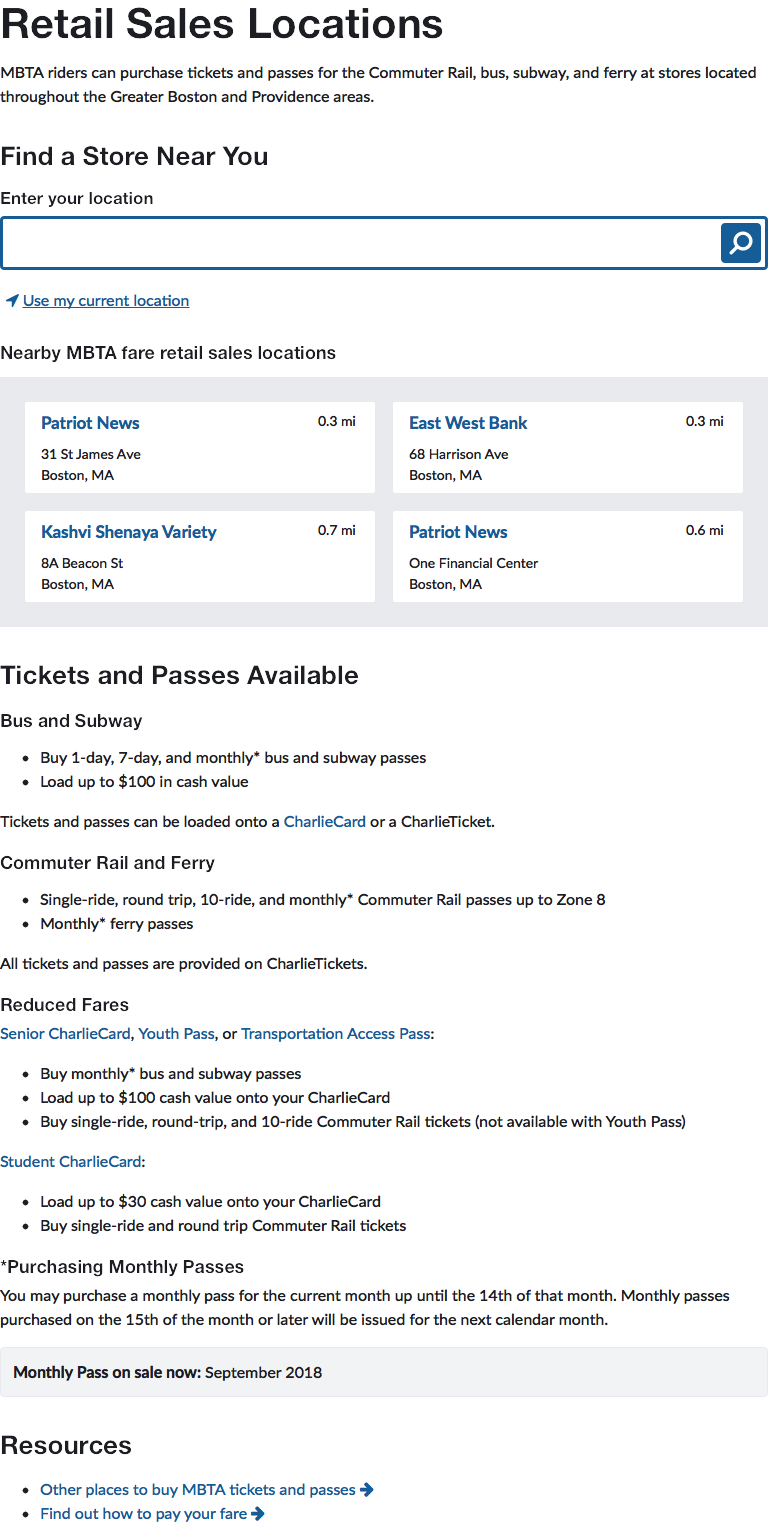 Retail Sales Locations
MBTA riders can purchase tickets and passes for the Commuter Rail, bus, subway, and ferry at stores located
throughout the Greater Boston and Providence areas.
Find a Store Near You
Enter your location
Use my current location
Nearby MBTA fare retail sales locations
Patriot News 0.3 mi
31 St James Ave
Boston, MA
East West Bank 0.3 mi
68 Harrison Ave
Boston, MA
Kashvi Shenaya Variety 0.7 mi
8A Beacon St
Boston, MA
Patriot News 0.6 mi
One Financial Center
Boston, MA
Tickets and Passes Available
Bus and Subway
• Buy 1-day, 7-day, and monthly* bus and subway passes
• Load up to $100 in cash value
Tickets and passes can be loaded onto a CharlieCard or a CharlieTicket.
Commuter Rail and Ferry
• Single-ride, round trip, 10-ride, and monthly* Commuter Rail passes up to Zone 8
• Monthly* ferry passes
All tickets and passes are provided on CharlieTickets.
Reduced Fares
Senior CharlieCard, Youth Pass, or Transportation Access Pass:
• Buy monthly* bus and subway passes
• Load up to $100 cash value onto your CharlieCard
• Buy single-ride, round-trip, and 10-ride Commuter Rail tickets (not available with Youth Pass)
Student CharlieCard:
• Load up to $30 cash value onto your CharlieCard
• Buy single-ride and round trip Commuter Rail tickets
*Purchasing Monthly Passes
You may purchase a monthly pass for the current month up until the 14th of that month. Monthly passes
purchased on the 15th of the month or later will be issued for the next calendar month.
Monthly Pass on sale now: September 2018
Resources
• Other places to buy MBTA tickets and passes
• Find out how to pay your fare